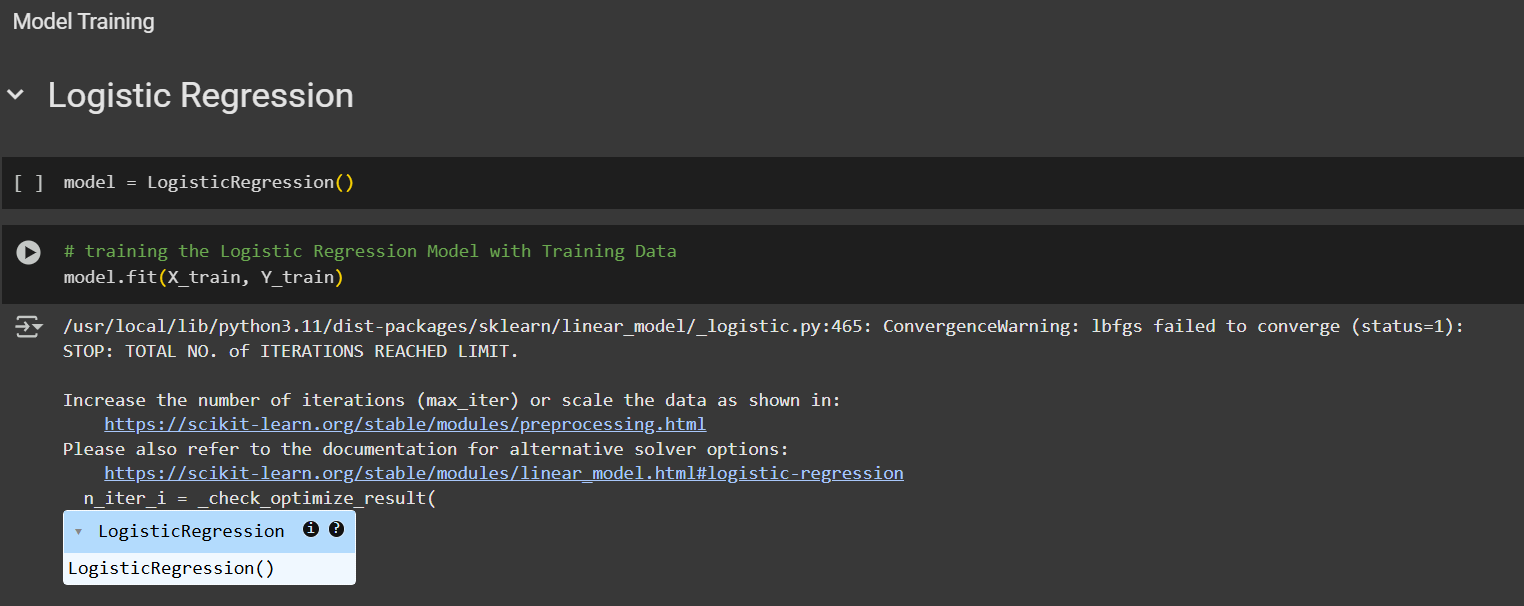 Model Training
Logistic Regression
[ ] model = LogisticRegression()
# training the Logistic Regression Model with Training Data
model.fit(X_train, Y_train)
/usr/local/lib/python3.11/dist-packages/sklearn/linear_model/_logistic.py:465: ConvergenceWarning: lbfgs failed to converge (status=1):
STOP: TOTAL NO. of ITERATIONS REACHED LIMIT.
Increase the number of iterations (max_iter) or scale the data as shown in:
https://scikit-learn.org/stable/modules/preprocessing.html
Please also refer to the documentation for alternative solver options:
https://scikit-learn.org/stable/modules/linear_model.html#logistic-regression
n_iter_i = _check_optimize_result(
LogisticRegression i ?
LogisticRegression()